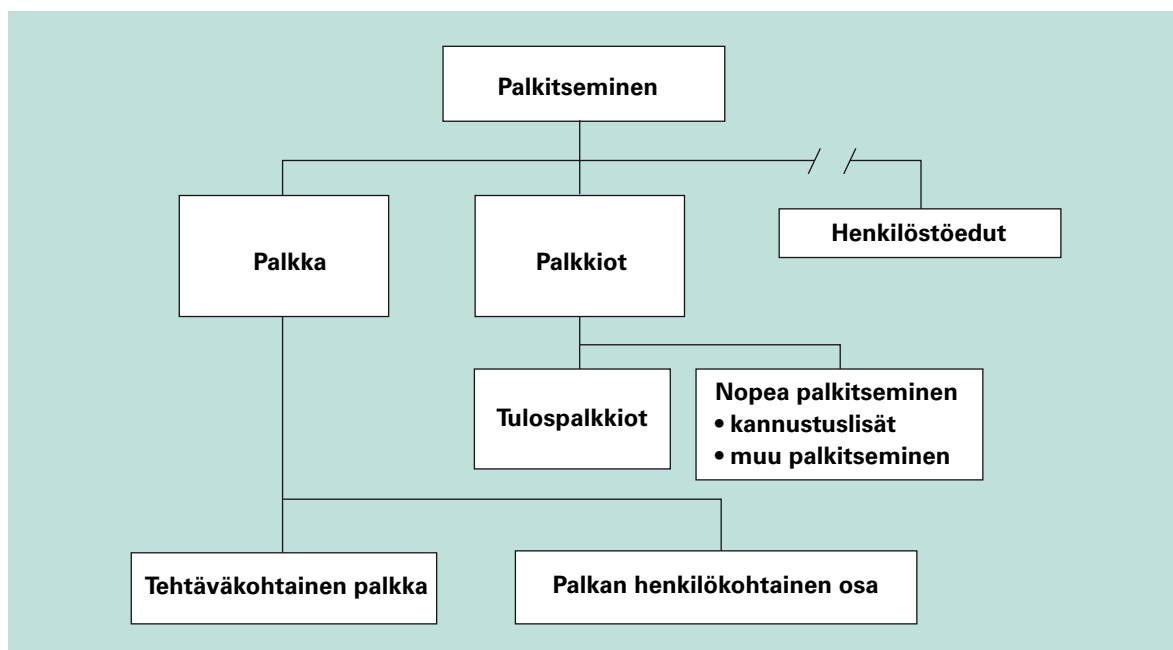 Palkitseminen
Palkka
Palkkiot
Henkilöstöedut
Tulospalkkiot
Nopea palkitseminen
• kannustuslisät
• muu palkitseminen
Tehtäväkohtainen palkka
Palkan henkilökohtainen osa